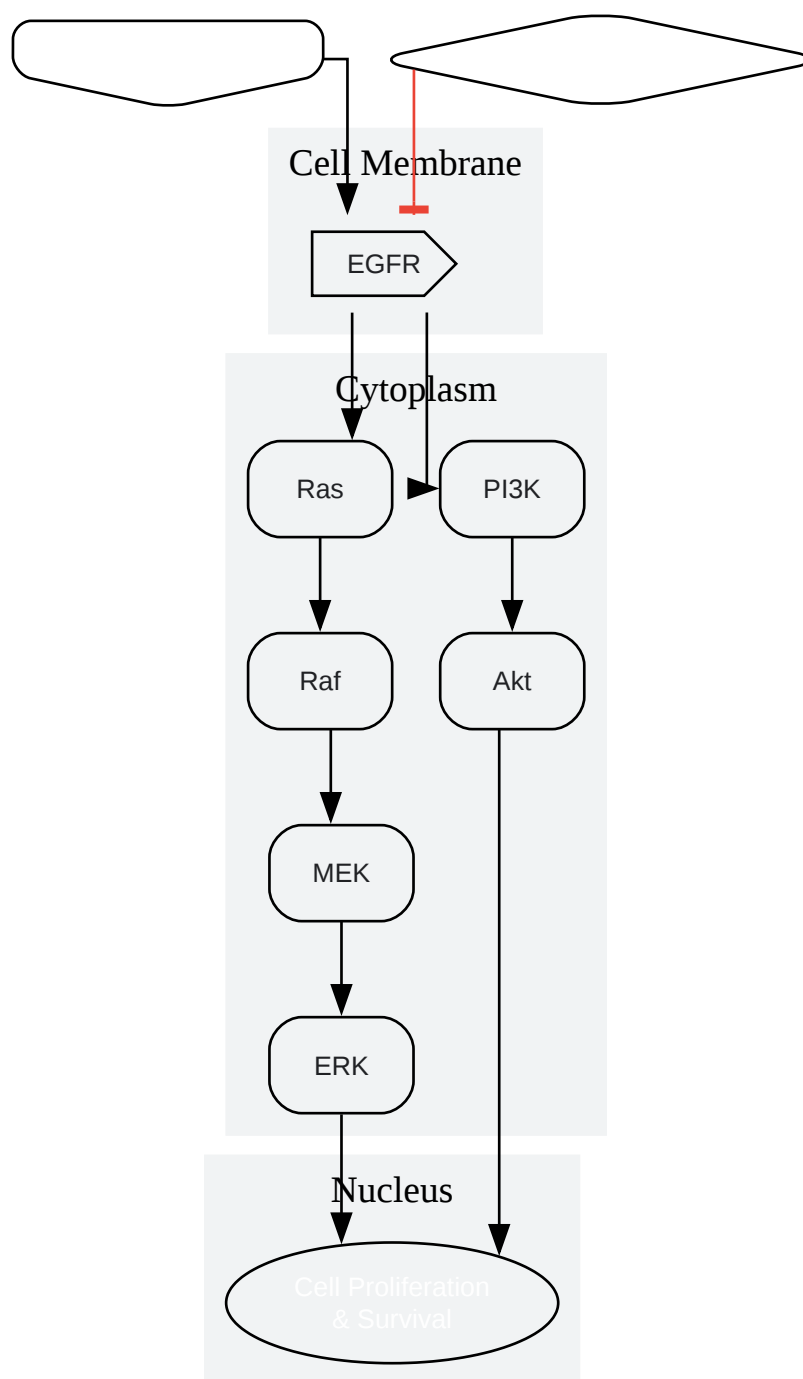 Cell Membrane
EGFR
Cytoplasm
Ras
PI3K
Raf
Akt
MEK
ERK
Nucleus
Cell Proliferation
& Survival